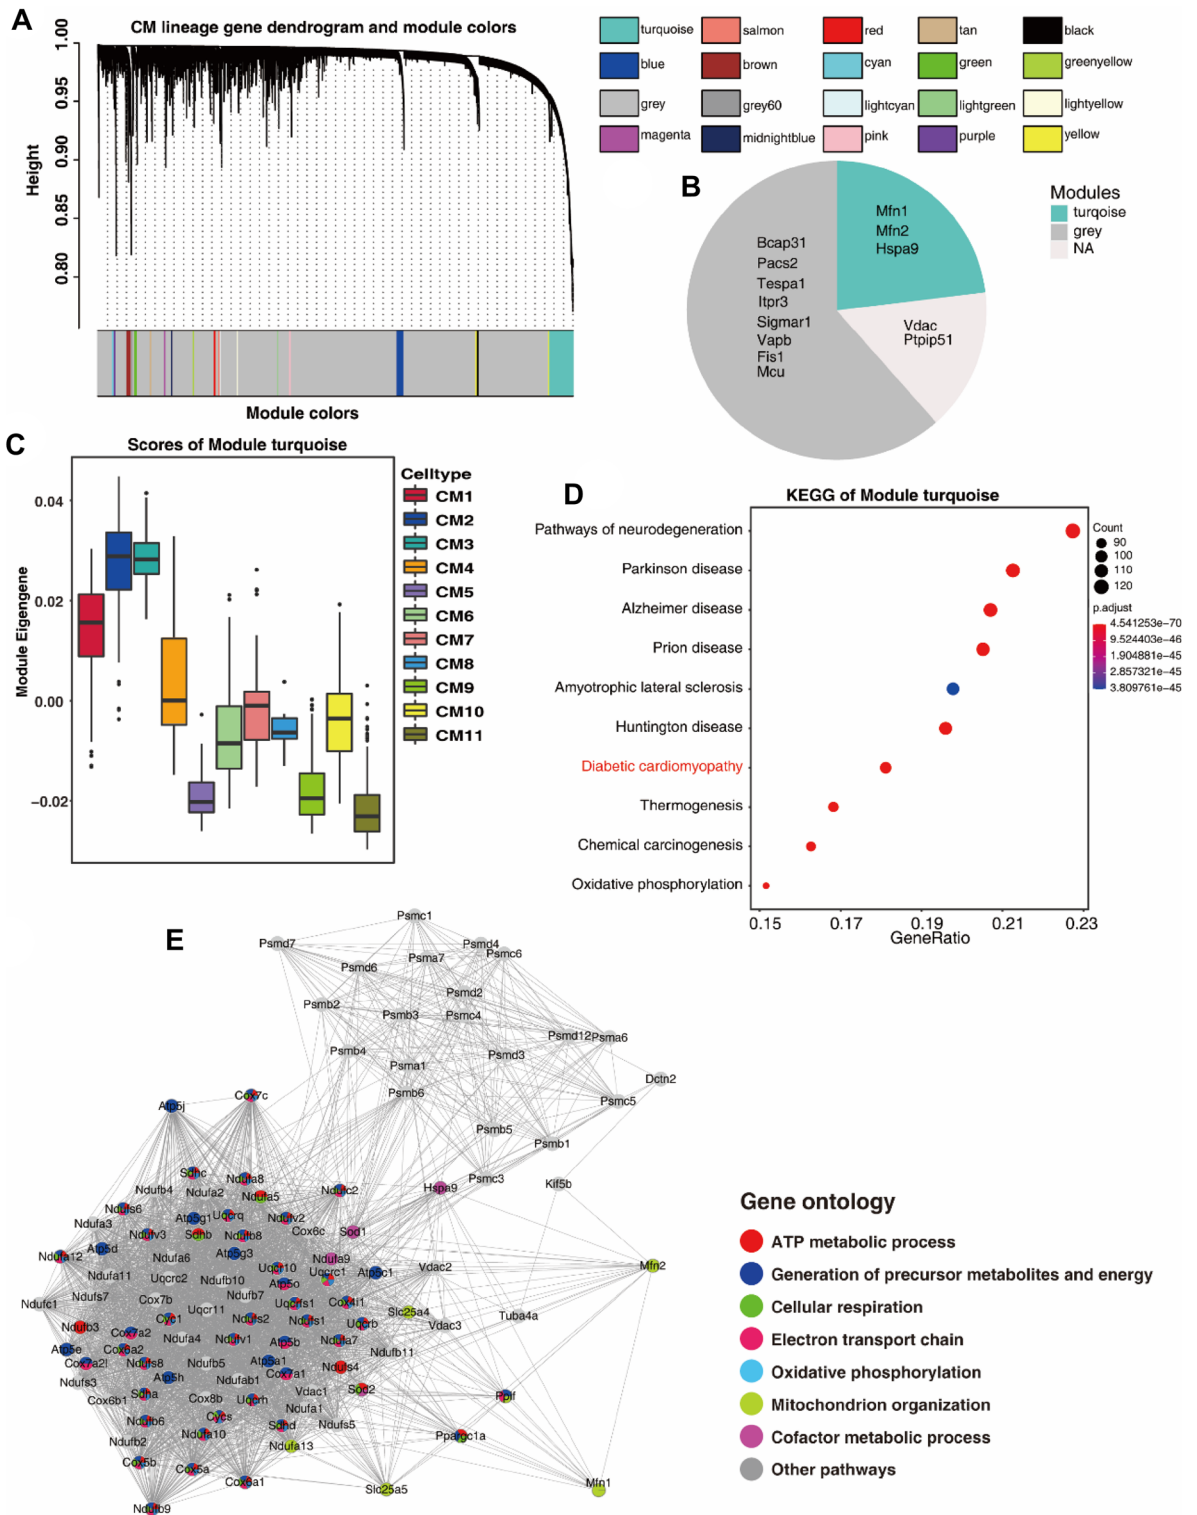 A
CM lineage gene dendrogram and module colors
Height
1.00
0.95
0.90
0.85
0.80
Module colors
turquoise
salmon
red
tan
black
blue
brown
cyan
green
greenyellow
grey
grey60
lightcyan
lightgreen
lightyellow
magenta
midnightblue
pink
purple
yellow
B
Mfn1
Mfn2
Hspa9
Bcap31
Pacs2
Tespa1
Itpr3
Sigmar1
Vapb
Fis1
Mcu
Vdac
Ptpip51
Modules
turqoise
grey
NA
C
Scores of Module turquoise
Module Eigengene
0.04
0.02
0.00
−0.02
Celltype
CM1
CM2
CM3
CM4
CM5
CM6
CM7
CM8
CM9
CM10
CM11
D
KEGG of Module turquoise
Pathways of neurodegeneration
Parkinson disease
Alzheimer disease
Prion disease
Amyotrophic lateral sclerosis
Huntington disease
Diabetic cardiomyopathy
Thermogenesis
Chemical carcinogenesis
Oxidative phosphorylation
0.15
0.17
0.19
0.21
0.23
GeneRatio
Count
90
100
110
120
p.adjust
4.541253e−70
9.524403e−46
1.904881e−45
2.857321e−45
3.809761e−45
E
Psmc1
Psmd7
Psmd4
Psmc6
Psma7
Psmd6
Psmd2
Psmb2
Psmb3
Psmc4
Psmd12
Psma6
Psmb4
Psmd3
Psma1
Dctn2
Psmb6
Psmc5
Psmb5
Psmb1
Psmc3
Kif5b
Cox7c
Atp5j
Sdhc
Ndufa8
Ndufb4
Ndufa2
Ndufa5
Ndufc2
Hspa9
Ndufs6
Atp5g1
Uqcrq
Ndufv2
Ndufa3
Ndufv3
Sdhb
Ndufb8
Cox6c
Sod1
Ndufa12
Atp5d
Ndufa6
Atp5g3
Ndufa9
Uqcr10
Uqcrc1
Atp5c1
Vdac2
Mfn2
Ndufa11
Uqcrc2
Ndufb10
Atp5o
Ndufs7
Cox7b
Ndufb7
Ndufc1
Uqcr11
Uqcrfs1
Cox4i1
Slc25a4
Vdac3
Tuba4a
Cyc1
Ndufs2
Ndufs1
Uqcrb
Ndufb3
Cox7a2
Ndufa4
Ndufv1
Atp5b
Ndufa7
Atp5e
Cox6a2
Ndufb11
Cox7a2l
Ndufs8
Ndufb5
Atp5a1
Ndufs4
Ndufs3
Atp5h
Ndufab1
Cox7a1
Cox6b1
Sdha
Cox8b
Uqcrh
Vdac1
Sod2
Ppif
Ndufa1
Ndufb6
Cycs
Sdhd
Ndufs5
Ndufb2
Ndufa10
Ndufa13
Ppargc1a
Cox5b
Cox5a
Cox6a1
Slc25a5
Mfn1
Ndufb9
Gene ontology
ATP metabolic process
Generation of precursor metabolites and energy
Cellular respiration
Electron transport chain
Oxidative phosphorylation
Mitochondrion organization
Cofactor metabolic process
Other pathways